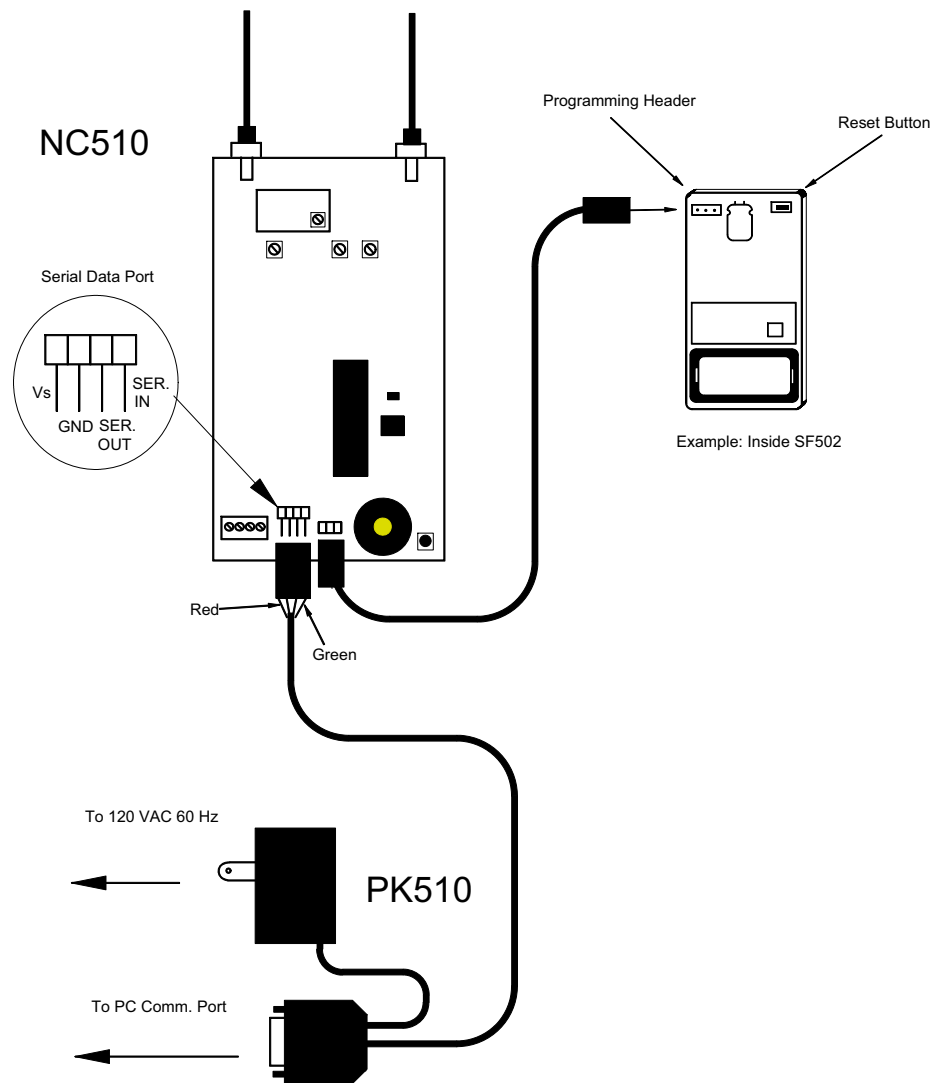 Programming Header
Reset Button
NC510
Serial Data Port
Vs
SER.
IN
GND SER.
OUT
Example: Inside SF502
Red
Green
To 120 VAC 60 Hz
PK510
To PC Comm. Port